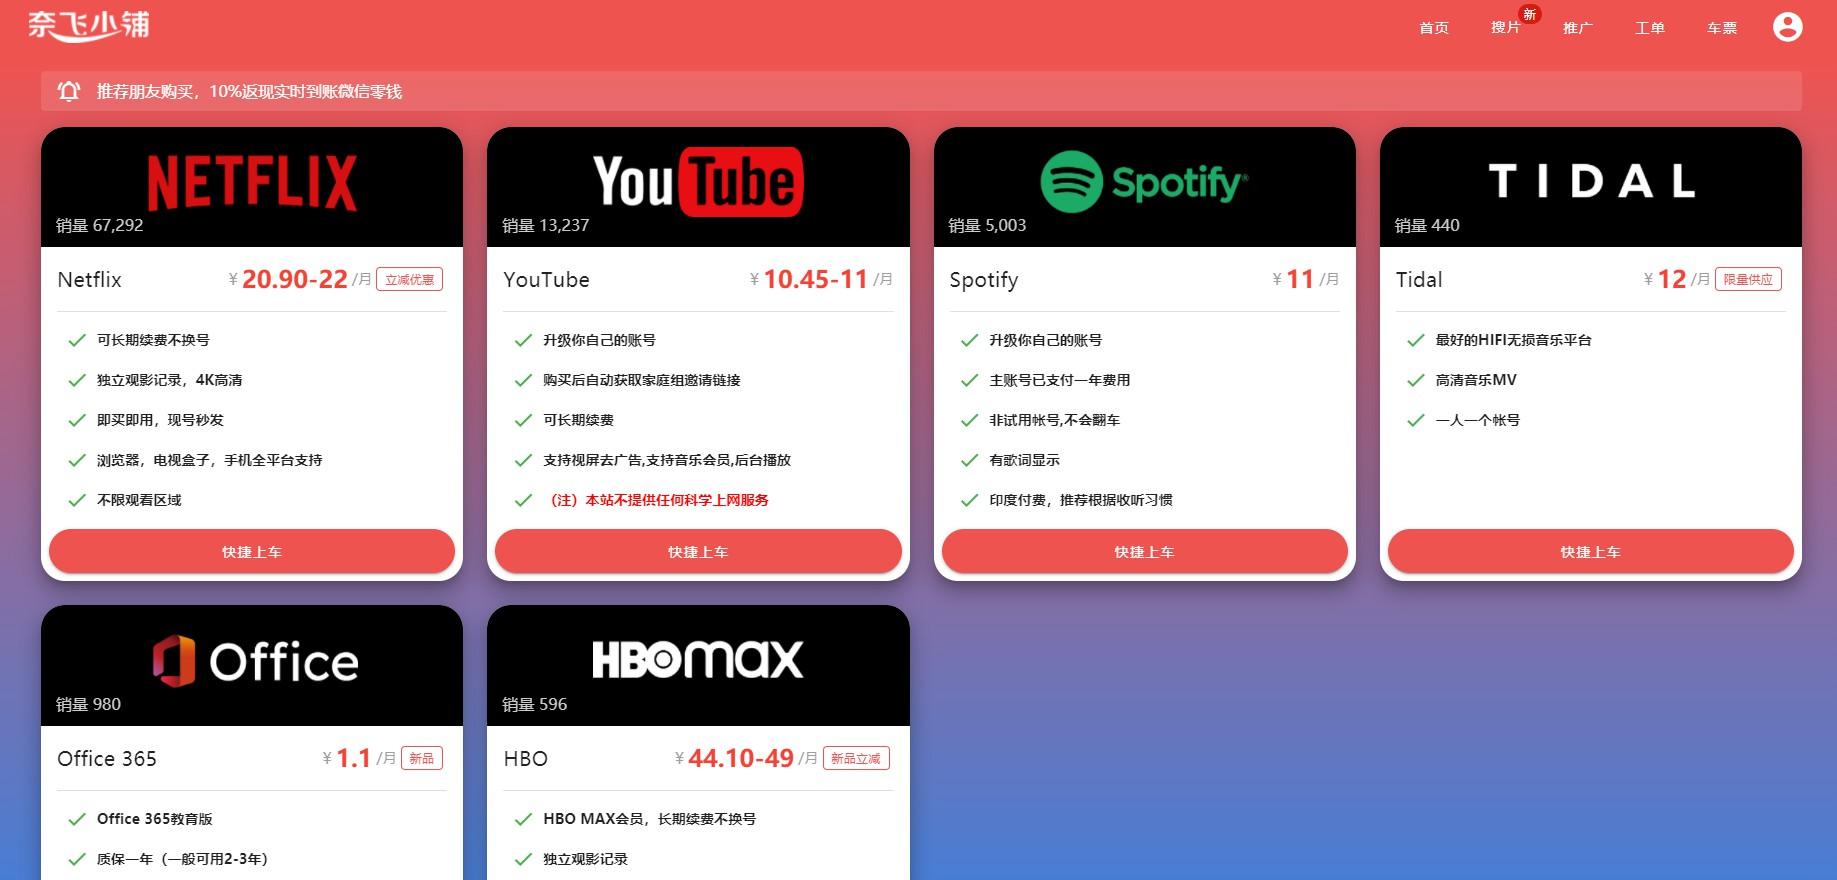 奈飞小铺
首页
搜片
新
推广
工单
车票
推荐朋友购买，10%返现实时到账微信零钱
NETFLIX
销量 67,292
Netflix
¥ 20.90-22 /月 立减优惠
可长期续费不换号
独立观影记录，4K高清
即买即用，现号秒发
浏览器，电视盒子，手机全平台支持
不限观看区域
快捷上车
YouTube
销量 13,237
YouTube
¥ 10.45-11 /月
升级你自己的账号
购买后自动获取家庭组邀请链接
可长期续费
支持视屏去广告,支持音乐会员,后台播放
（注）本站不提供任何科学上网服务
快捷上车
Spotify®
销量 5,003
Spotify
¥ 11 /月
升级你自己的账号
主账号已支付一年费用
非试用帐号,不会翻车
有歌词显示
印度付费，推荐根据收听习惯
快捷上车
TIDAL
销量 440
Tidal
¥ 12 /月 限量供应
最好的HIFI无损音乐平台
高清音乐MV
一人一个帐号
快捷上车
Office
销量 980
Office 365
¥ 1.1 /月 新品
Office 365教育版
质保一年（一般可用2-3年）
HBOmax
销量 596
HBO
¥ 44.10-49 /月 新品立减
HBO MAX会员，长期续费不换号
独立观影记录